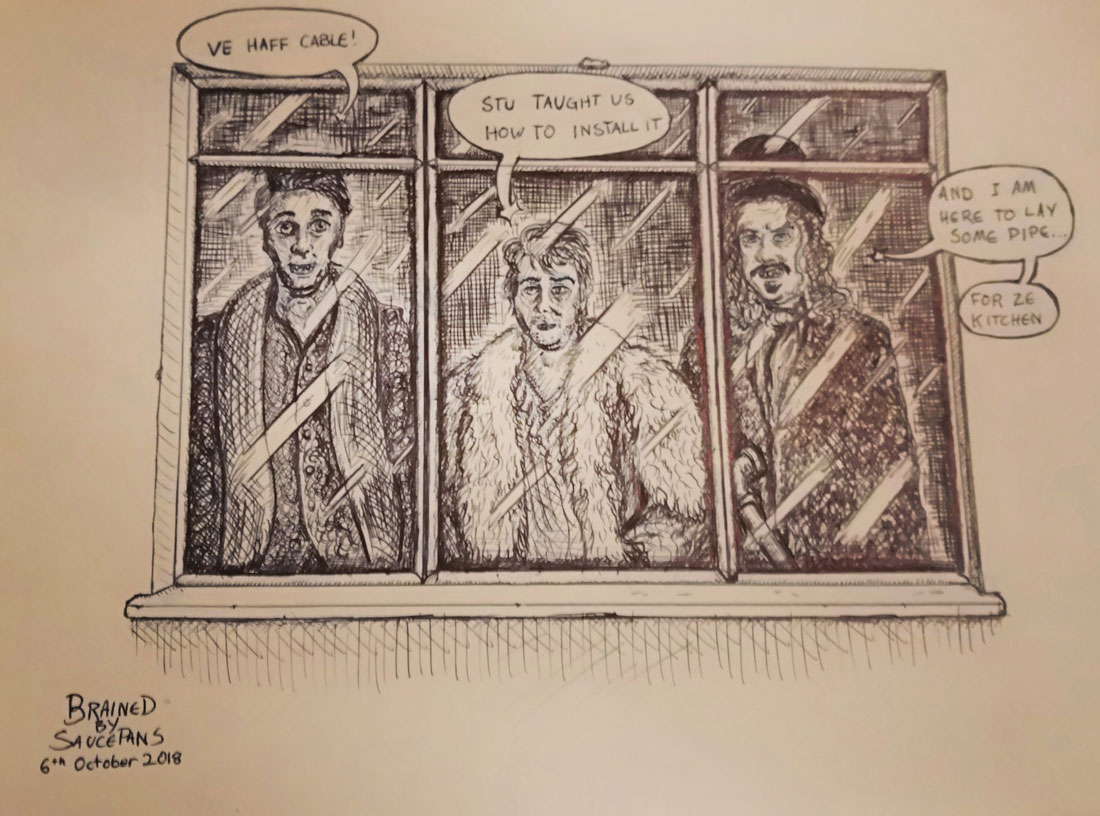 VE HAFF CABLE!
STU TAUGHT US
HOW TO INSTALL IT
AND I AM
HERE TO LAY
SOME PIPE...
FOR ZE
KITCHEN
BRAINED
BY
SAUCEPANS
6th October 2018